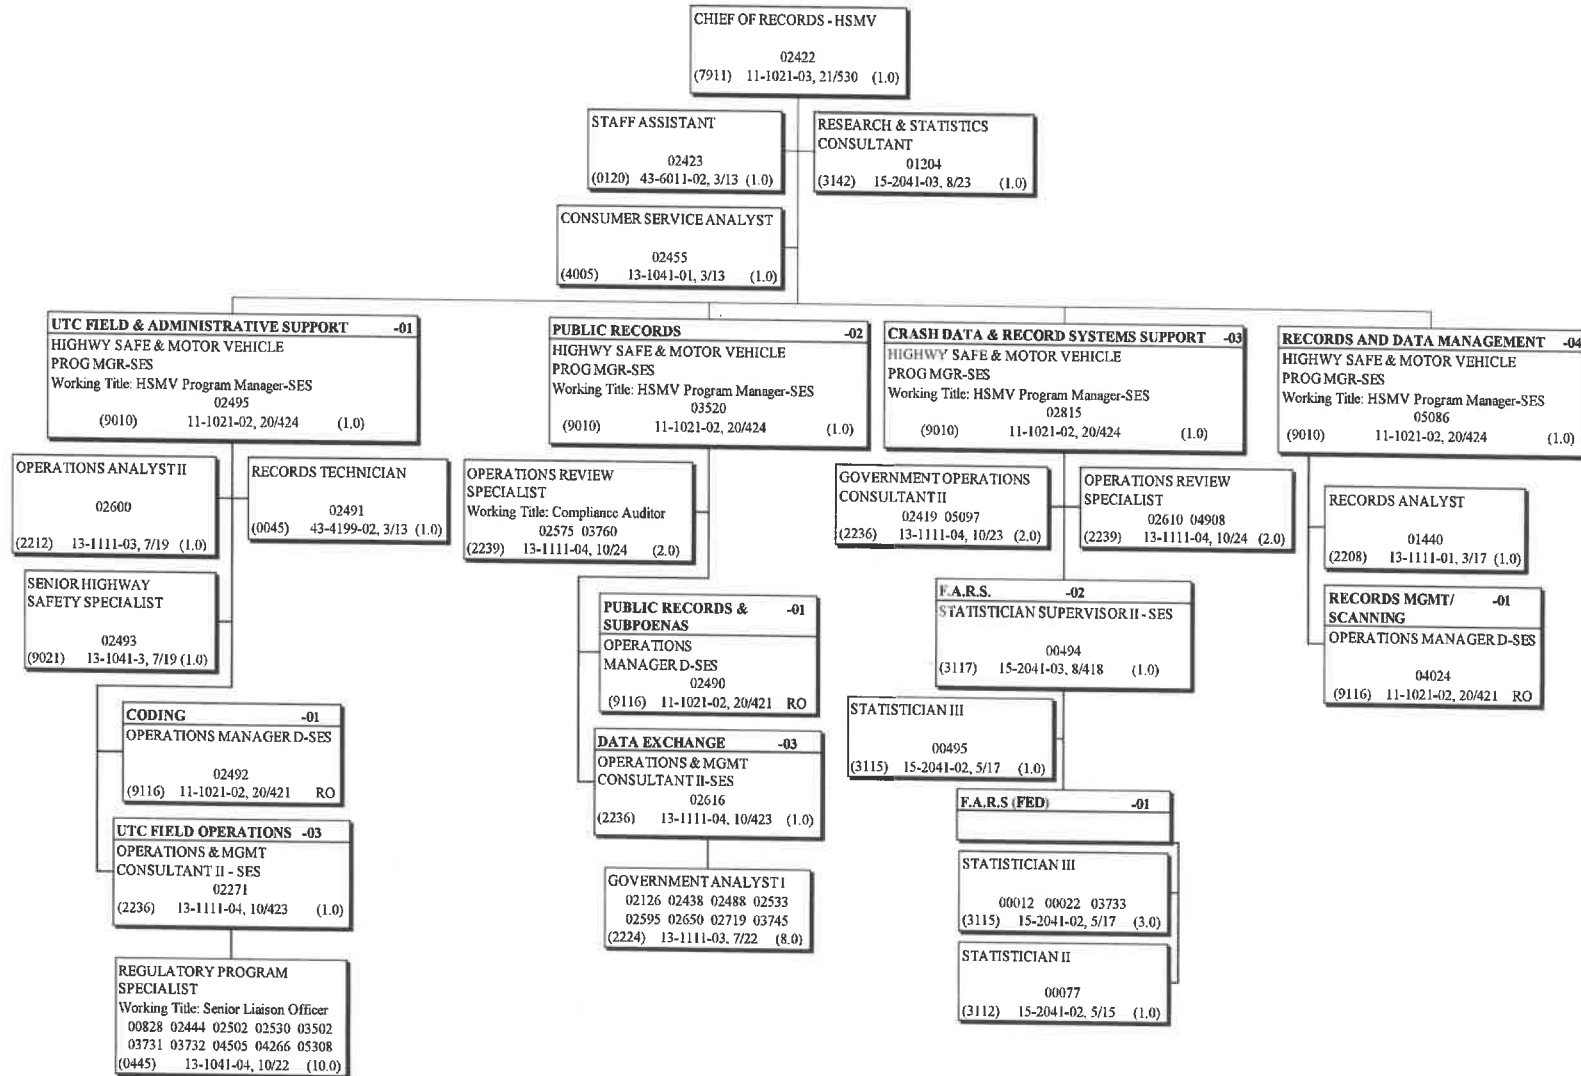 CHIEF OF RECORDS - HSMV
02422
(7911) 11-1021-03, 21/530 (1.0)
STAFF ASSISTANT
02423
(0120) 43-6011-02, 3/13 (1.0)
RESEARCH & STATISTICS
CONSULTANT
01204
(3142) 15-2041-03, 8/23 (1.0)
CONSUMER SERVICE ANALYST
02455
(4005) 13-1041-01, 3/13 (1.0)
UTC FIELD & ADMINISTRATIVE SUPPORT -01
HIGHWY SAFE & MOTOR VEHICLE
PROG MGR-SES
Working Title: HSMV Program Manager-SES
02495
(9010) 11-1021-02, 20/424 (1.0)
OPERATIONS ANALYST II
02600
(2212) 13-1111-03, 7/19 (1.0)
RECORDS TECHNICIAN
02491
(0045) 43-4199-02, 3/13 (1.0)
SENIOR HIGHWAY
SAFETY SPECIALIST
02493
(9021) 13-1041-3, 7/19 (1.0)
CODING -01
OPERATIONS MANAGER D-SES
02492
(9116) 11-1021-02, 20/421 RO
UTC FIELD OPERATIONS -03
OPERATIONS & MGMT
CONSULTANT II - SES
02271
(2236) 13-1111-04, 10/423 (1.0)
REGULATORY PROGRAM
SPECIALIST
Working Title: Senior Liaison Officer
00828 02444 02502 02530 03502
03731 03732 04505 04266 05308
(0445) 13-1041-04, 10/22 (10.0)
PUBLIC RECORDS -02
HIGHWY SAFE & MOTOR VEHICLE
PROG MGR-SES
Working Title: HSMV Program Manager-SES
03520
(9010) 11-1021-02, 20/424 (1.0)
OPERATIONS REVIEW
SPECIALIST
Working Title: Compliance Auditor
02575 03760
(2239) 13-1111-04, 10/24 (2.0)
PUBLIC RECORDS & -01
SUBPOENAS
OPERATIONS
MANAGER D-SES
02490
(9116) 11-1021-02, 20/421 RO
DATA EXCHANGE -03
OPERATIONS & MGMT
CONSULTANT II-SES
02616
(2236) 13-1111-04, 10/423 (1.0)
GOVERNMENT ANALYST I
02126 02438 02488 02533
02595 02650 02719 03745
(2224) 13-1111-03, 7/22 (8.0)
CRASH DATA & RECORD SYSTEMS SUPPORT -03
HIGHWY SAFE & MOTOR VEHICLE
PROG MGR-SES
Working Title: HSMV Program Manager-SES
02815
(9010) 11-1021-02, 20/424 (1.0)
GOVERNMENT OPERATIONS
CONSULTANT II
02419 05097
(2236) 13-1111-04, 10/23 (2.0)
OPERATIONS REVIEW
SPECIALIST
02610 04908
(2239) 13-1111-04, 10/24 (2.0)
F.A.R.S. -02
STATISTICIAN SUPERVISOR II - SES
00494
(3117) 15-2041-03, 8/418 (1.0)
STATISTICIAN III
00495
(3115) 15-2041-02, 5/17 (1.0)
F.A.R.S (FED) -01
STATISTICIAN III
00012 00022 03733
(3115) 15-2041-02, 5/17 (3.0)
STATISTICIAN II
00077
(3112) 15-2041-02, 5/15 (1.0)
RECORDS AND DATA MANAGEMENT -04
HIGHWY SAFE & MOTOR VEHICLE
PROG MGR-SES
Working Title: HSMV Program Manager-SES
05086
(9010) 11-1021-02, 20/424 (1.0)
RECORDS ANALYST
01440
(2208) 13-1111-01, 3/17 (1.0)
RECORDS MGMT/ -01
SCANNING
OPERATIONS MANAGER D-SES
04024
(9116) 11-1021-02, 20/421 RO